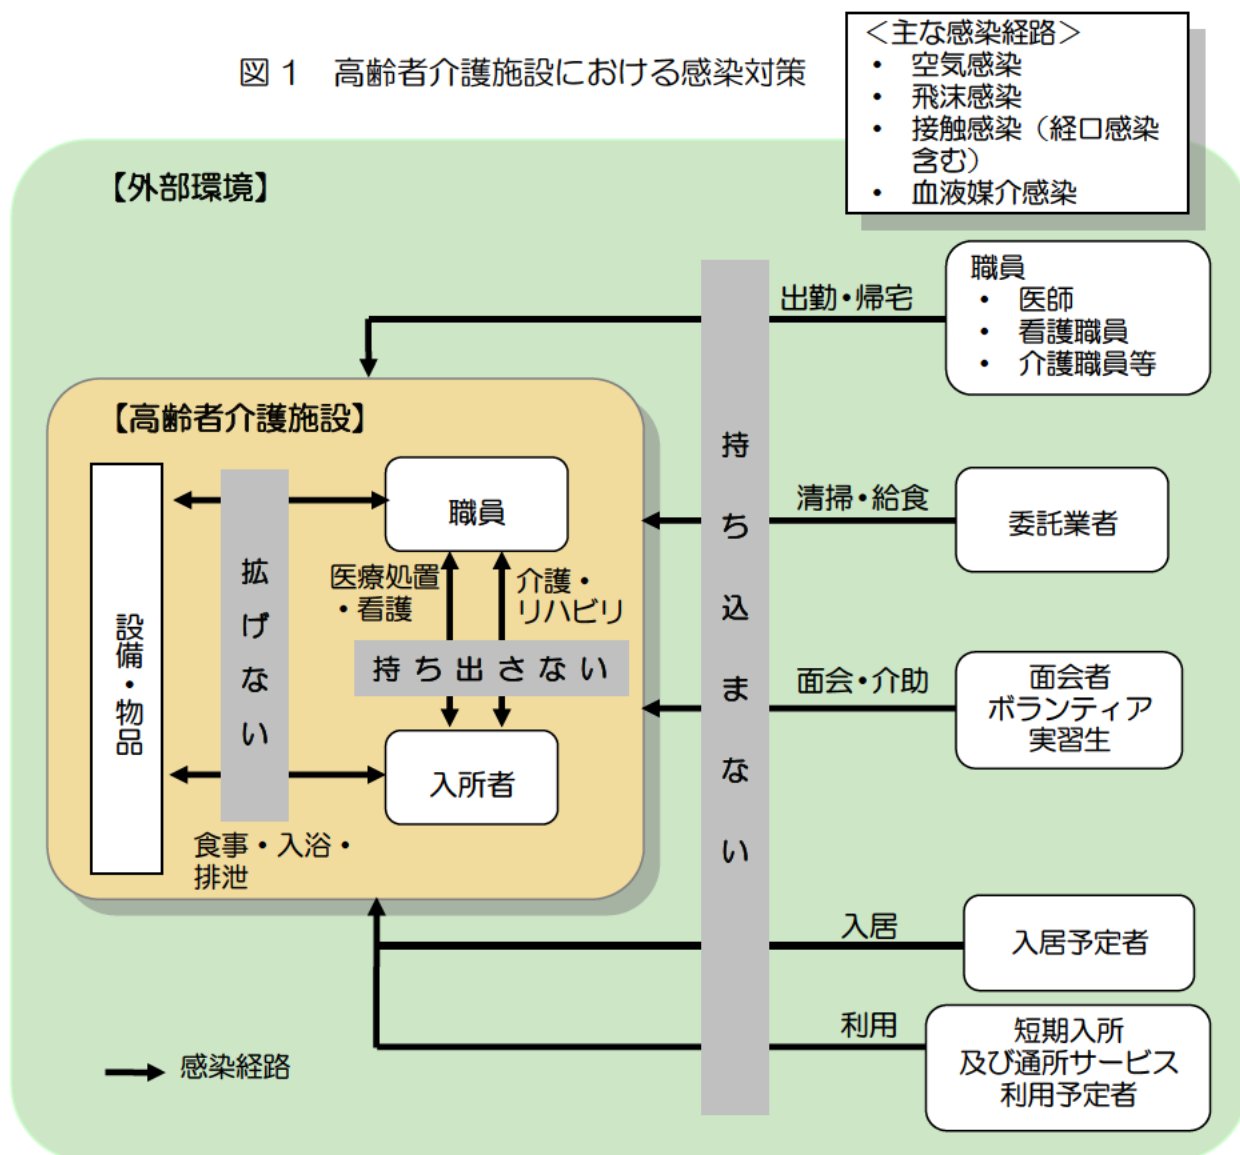 図 1　高齢者介護施設における感染対策
＜主な感染経路＞
・　空気感染
・　飛沫感染
・　接触感染（経口感染
含む）
・　血液媒介感染
【外部環境】
職員
・　医師
・　看護職員
・　介護職員等
出勤・帰宅
【高齢者介護施設】
設備・物品
拡げない
職員
医療処置
・看護
介護・
リハビリ
持ち出さない
入所者
食事・入浴・
排泄
持ち込まない
清掃・給食
委託業者
面会・介助
面会者
ボランティア
実習生
入居
入居予定者
利用
短期入所
及び通所サービス
利用予定者
感染経路